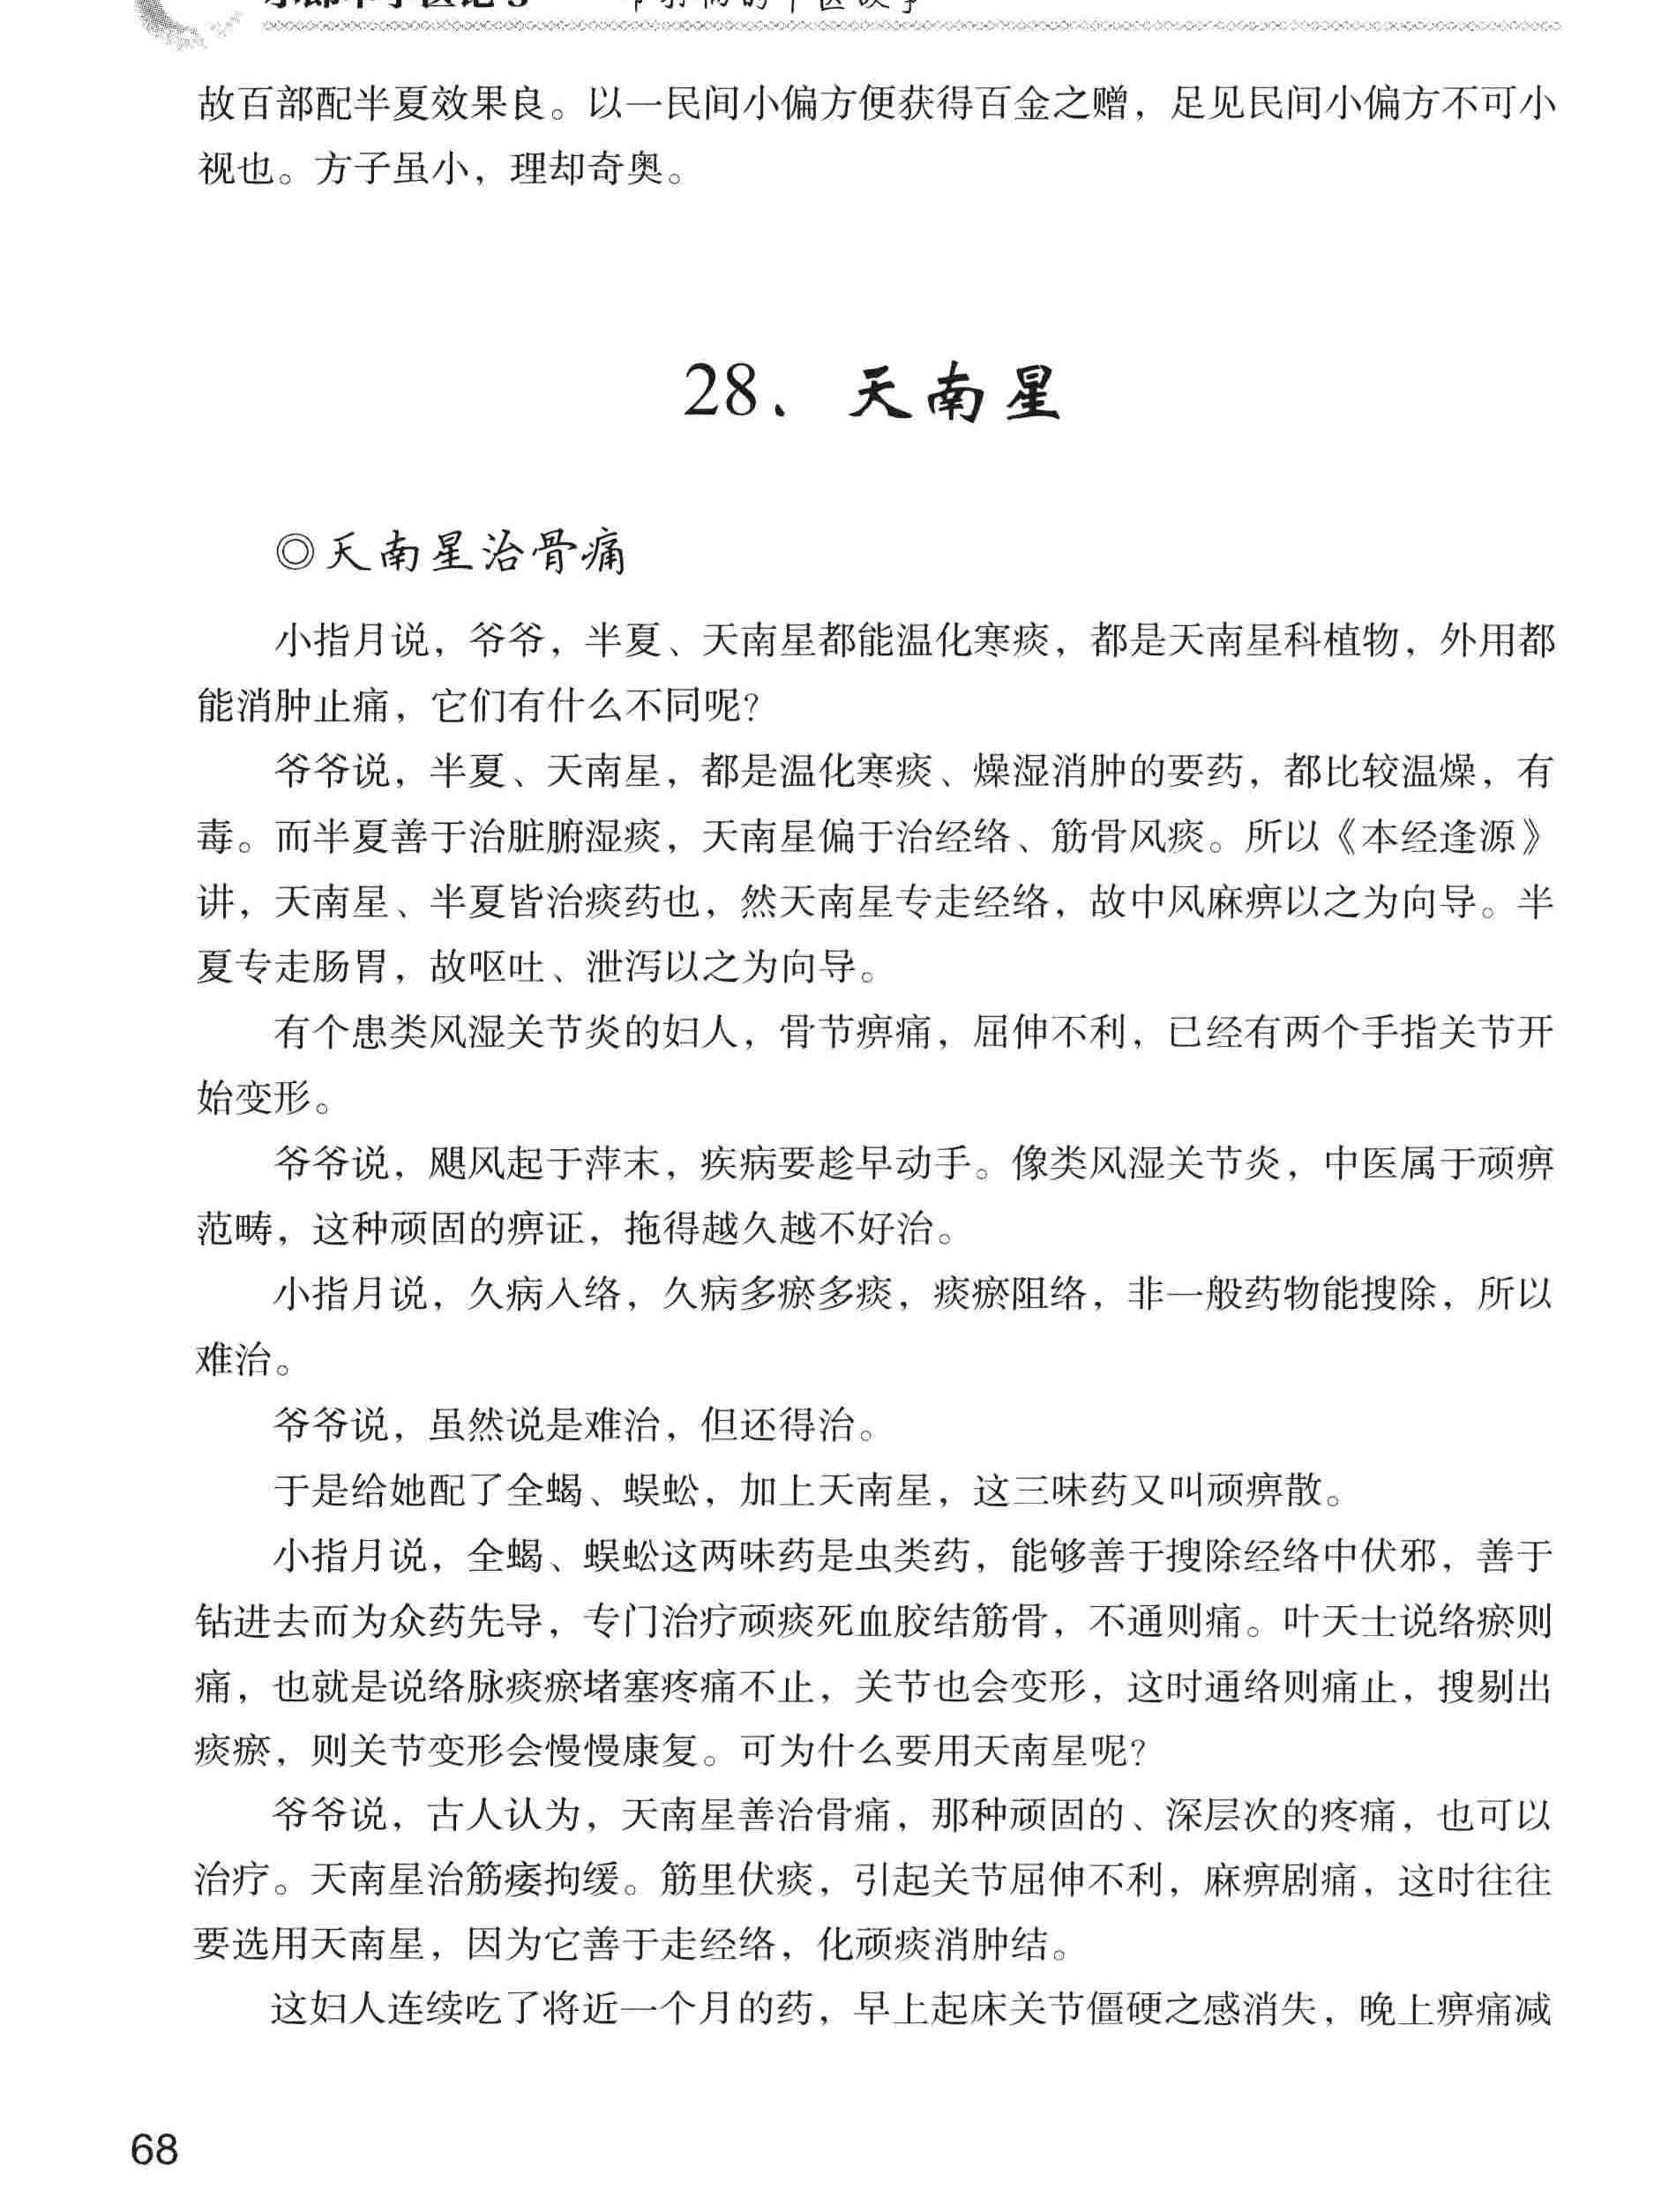 故百部配半夏效果良。以一民间小偏方便获得百金之赠，足见民间小偏方不可小
视也。方子虽小，理却奇奥。
28、天南星
◎天南星治骨痛
小指月说，爷爷，半夏、天南星都能温化寒痰，都是天南星科植物，外用都
能消肿止痛，它们有什么不同呢？
爷爷说，半夏、天南星，都是温化寒痰、燥湿消肿的要药，都比较温燥，有
毒。而半夏善于治脏腑湿痰，天南星偏于治经络、筋骨风痰。所以《本经逢源》
讲，天南星、半夏皆治痰药也，然天南星专走经络，故中风麻痹以之为向导。半
夏专走肠胃，故呕吐、泄泻以之为向导。
有个患类风湿关节炎的妇人，骨节痹痛，屈伸不利，已经有两个手指关节开
始变形。
爷爷说，飓风起于萍末，疾病要趁早动手。像类风湿关节炎，中医属于顽痹
范畴，这种顽固的痹证，拖得越久越不好治。
小指月说，久病入络，久病多瘀多痰，痰瘀阻络，非一般药物能搜除，所以
难治。
爷爷说，虽然说是难治，但还得治。
于是给她配了全蝎、蜈蚣，加上天南星，这三味药又叫顽痹散。
小指月说，全蝎、蜈蚣这两味药是虫类药，能够善于搜除经络中伏邪，善于
钻进去而为众药先导，专门治疗顽痰死血胶结筋骨，不通则痛。叶天士说络瘀则
痛，也就是说络脉痰瘀堵塞疼痛不止，关节也会变形，这时通络则痛止，搜剔出
痰瘀，则关节变形会慢慢康复。可为什么要用天南星呢？
爷爷说，古人认为，天南星善治骨痛，那种顽固的、深层次的疼痛，也可以
治疗。天南星治筋痿拘缓。筋里伏痰，引起关节屈伸不利，麻痹剧痛，这时往往
要选用天南星，因为它善于走经络，化顽痰消肿结。
这妇人连续吃了将近一个月的药，早上起床关节僵硬之感消失，晚上痹痛减
68